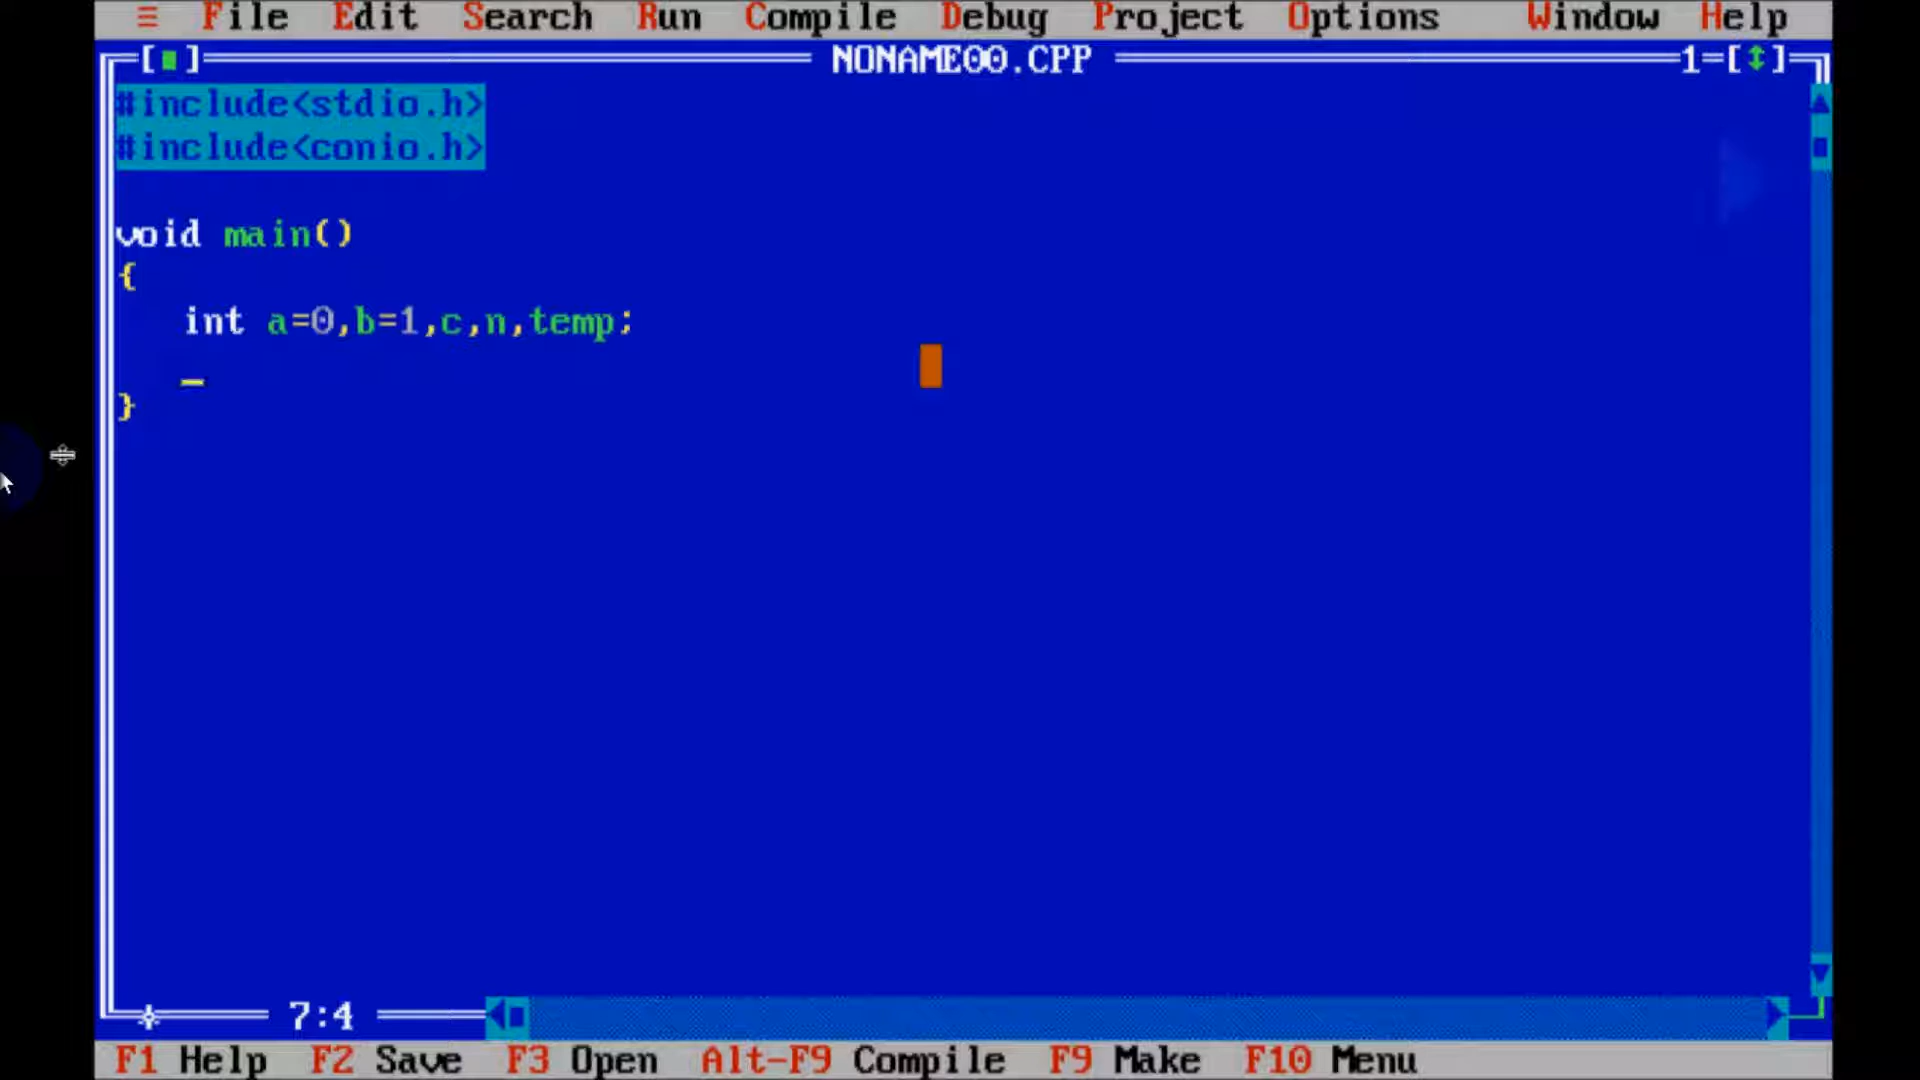 ≡ File Edit Search Run Compile Debug Project Options Window Help
[■] NONAME00.CPP 1=[↕]
#include<stdio.h>
#include<conio.h>
void main()
{
int a=0,b=1,c,n,temp;
_
}
7:4
F1 Help F2 Save F3 Open Alt-F9 Compile F9 Make F10 Menu